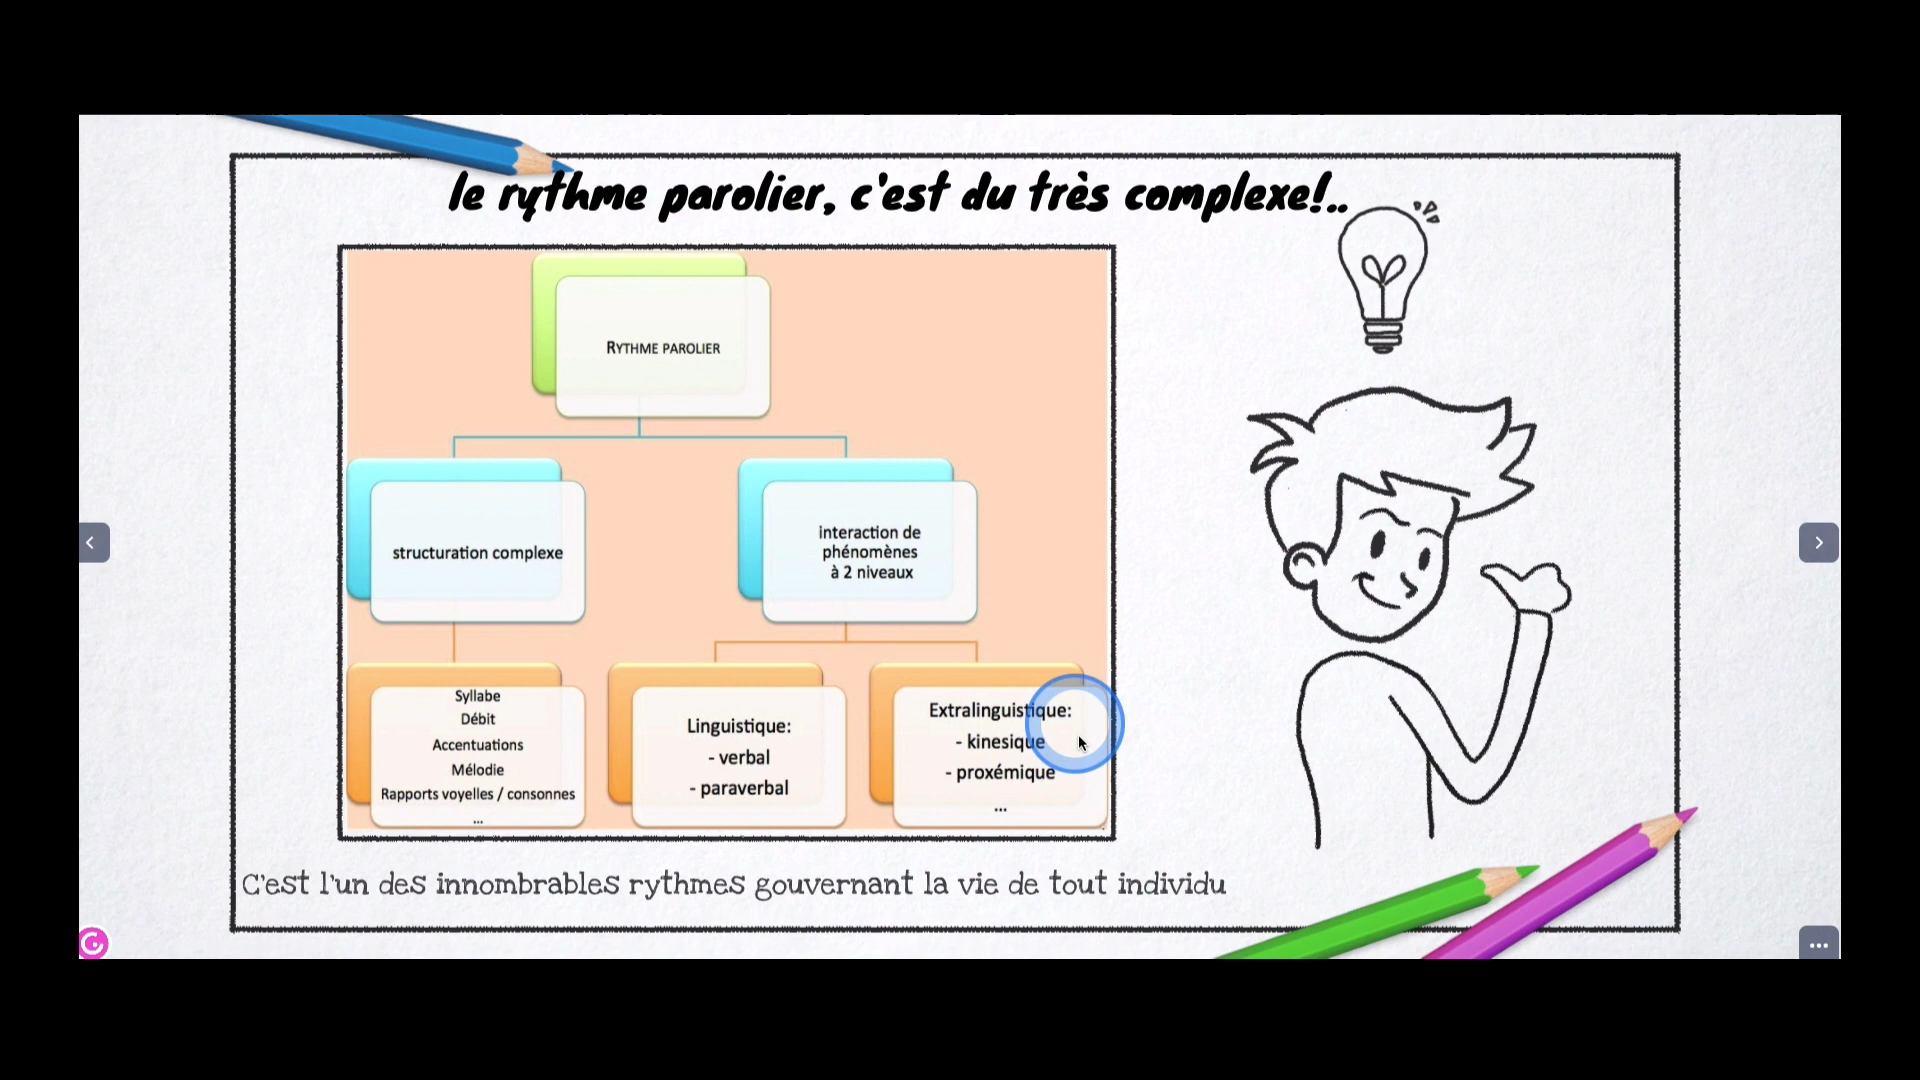 le rythme parolier, c'est du très complexe!..
RYTHME PAROLIER
structuration complexe
interaction de
phénomènes
à 2 niveaux
Syllabe
Débit
Accentuations
Mélodie
Rapports voyelles / consonnes
...
Linguistique:
- verbal
- paraverbal
Extralinguistique:
- kinesique
- proxémique
...
C'est l'un des innombrables rythmes gouvernant la vie de tout individu